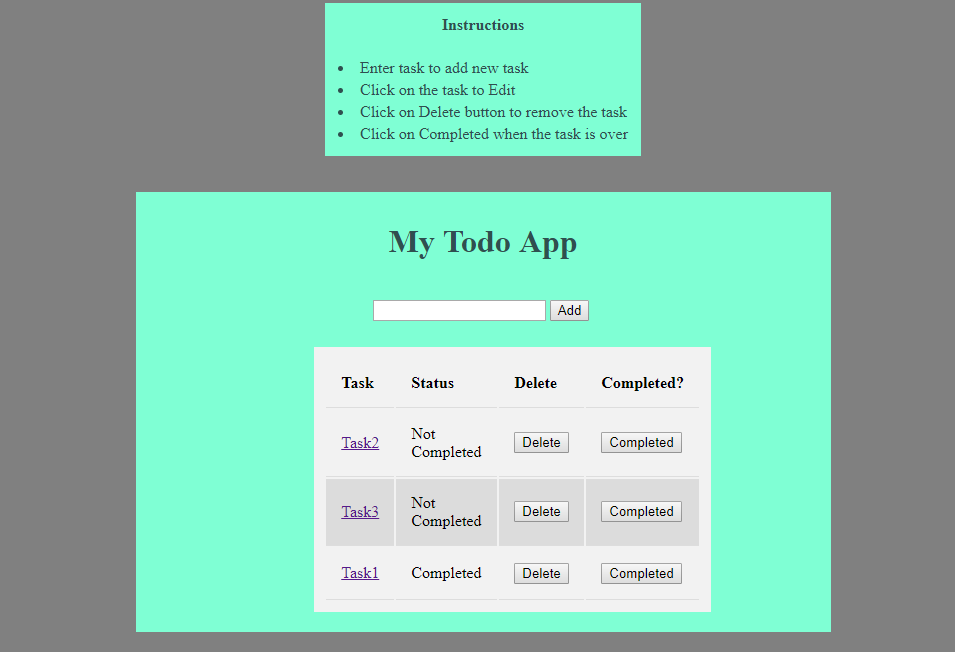 Instructions
Enter task to add new task
Click on the task to Edit
Click on Delete button to remove the task
Click on Completed when the task is over
My Todo App
Add
Task Status Delete Completed?
Task2 Not Completed Delete Completed
Task3 Not Completed Delete Completed
Task1 Completed Delete Completed